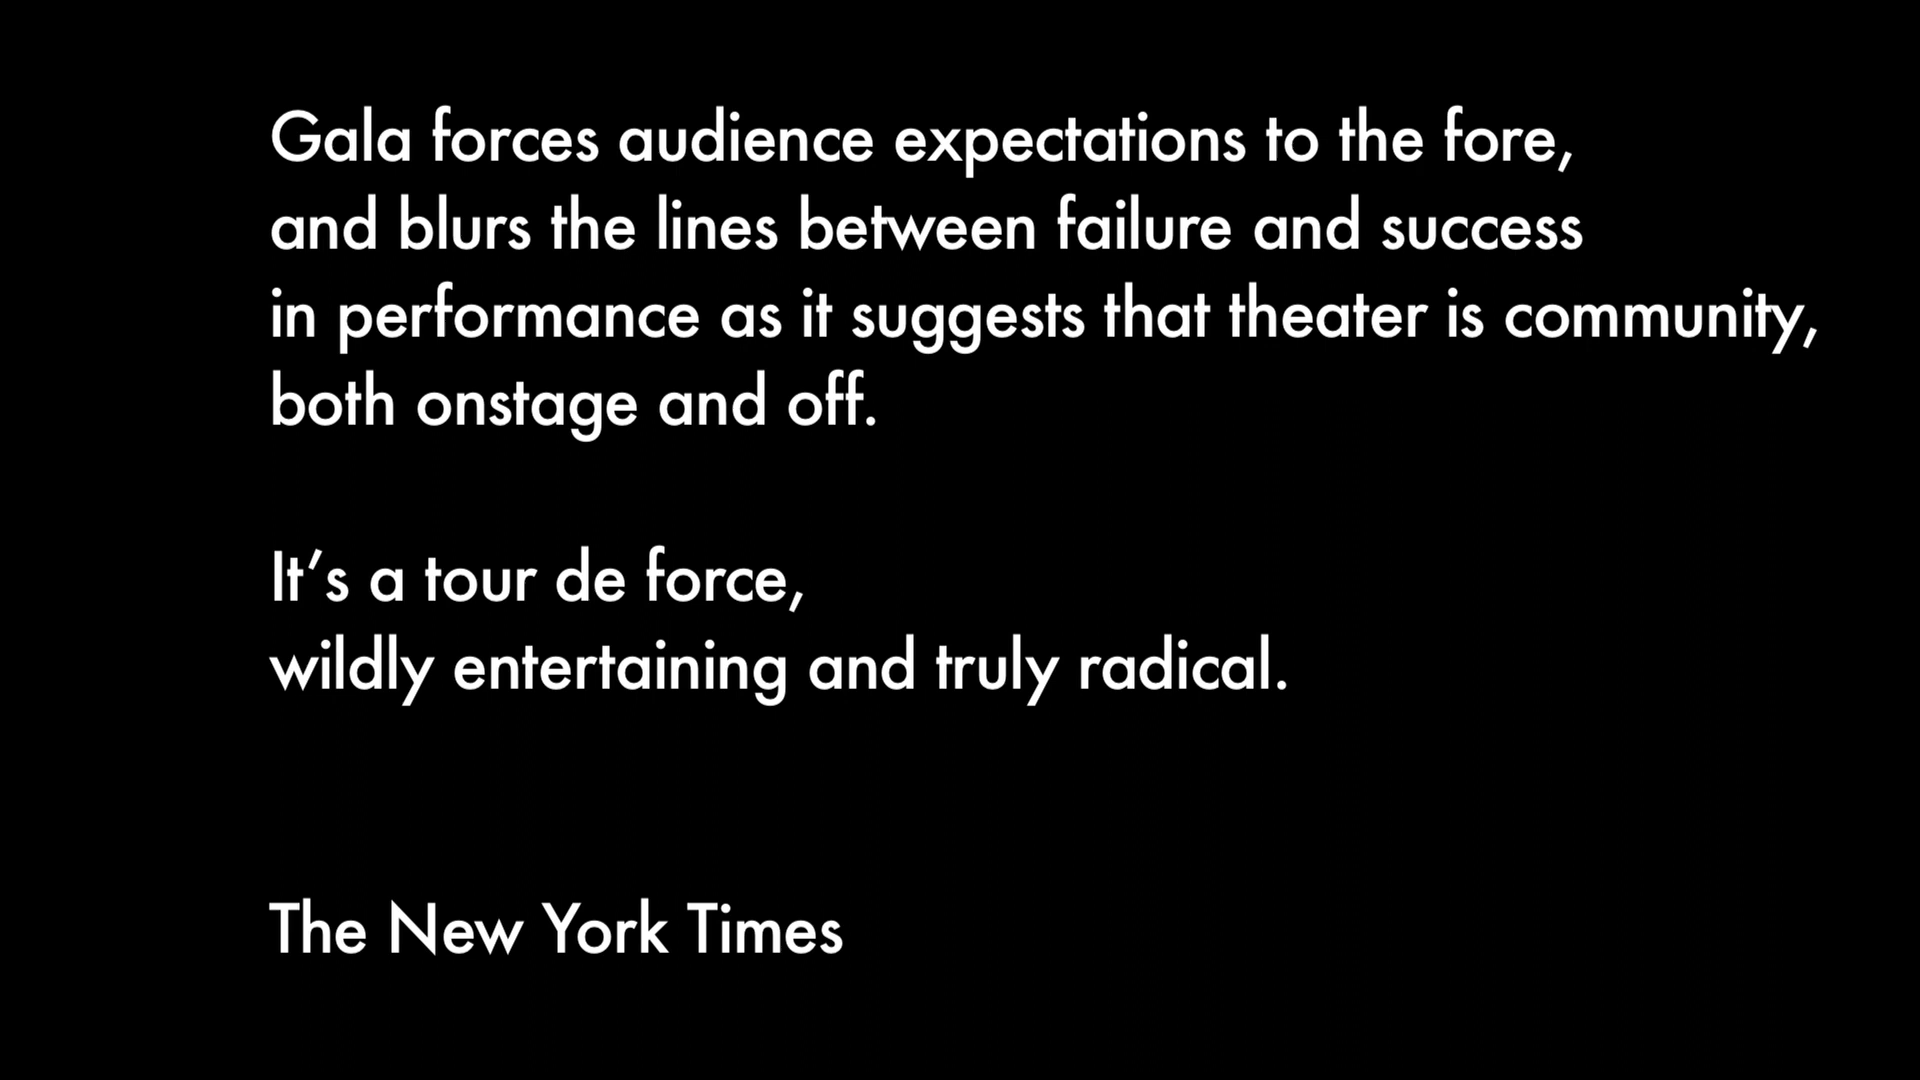 Gala forces audience expectations to the fore,
and blurs the lines between failure and success
in performance as it suggests that theater is community,
both onstage and off.
It’s a tour de force,
wildly entertaining and truly radical.
The New York Times